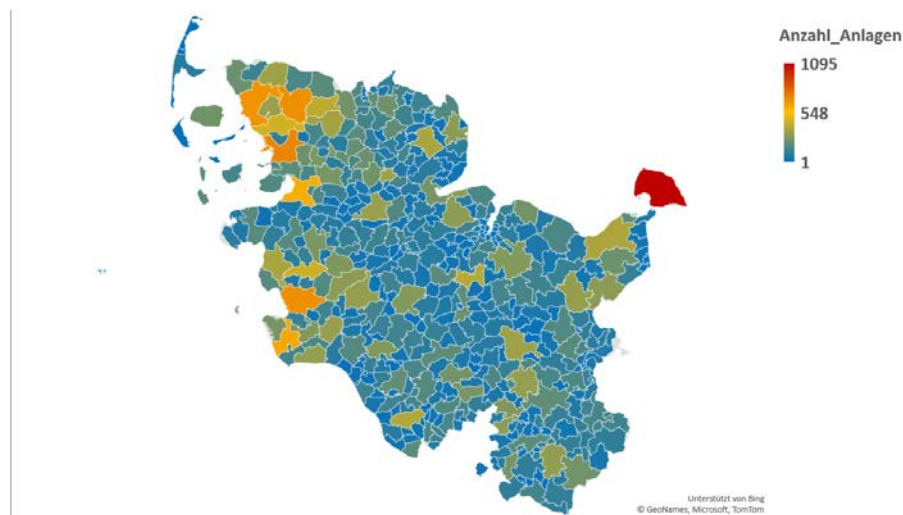 Anzahl_Anlagen
1095
548
1
Unterstützt von Bing
© GeoNames, Microsoft, TomTom